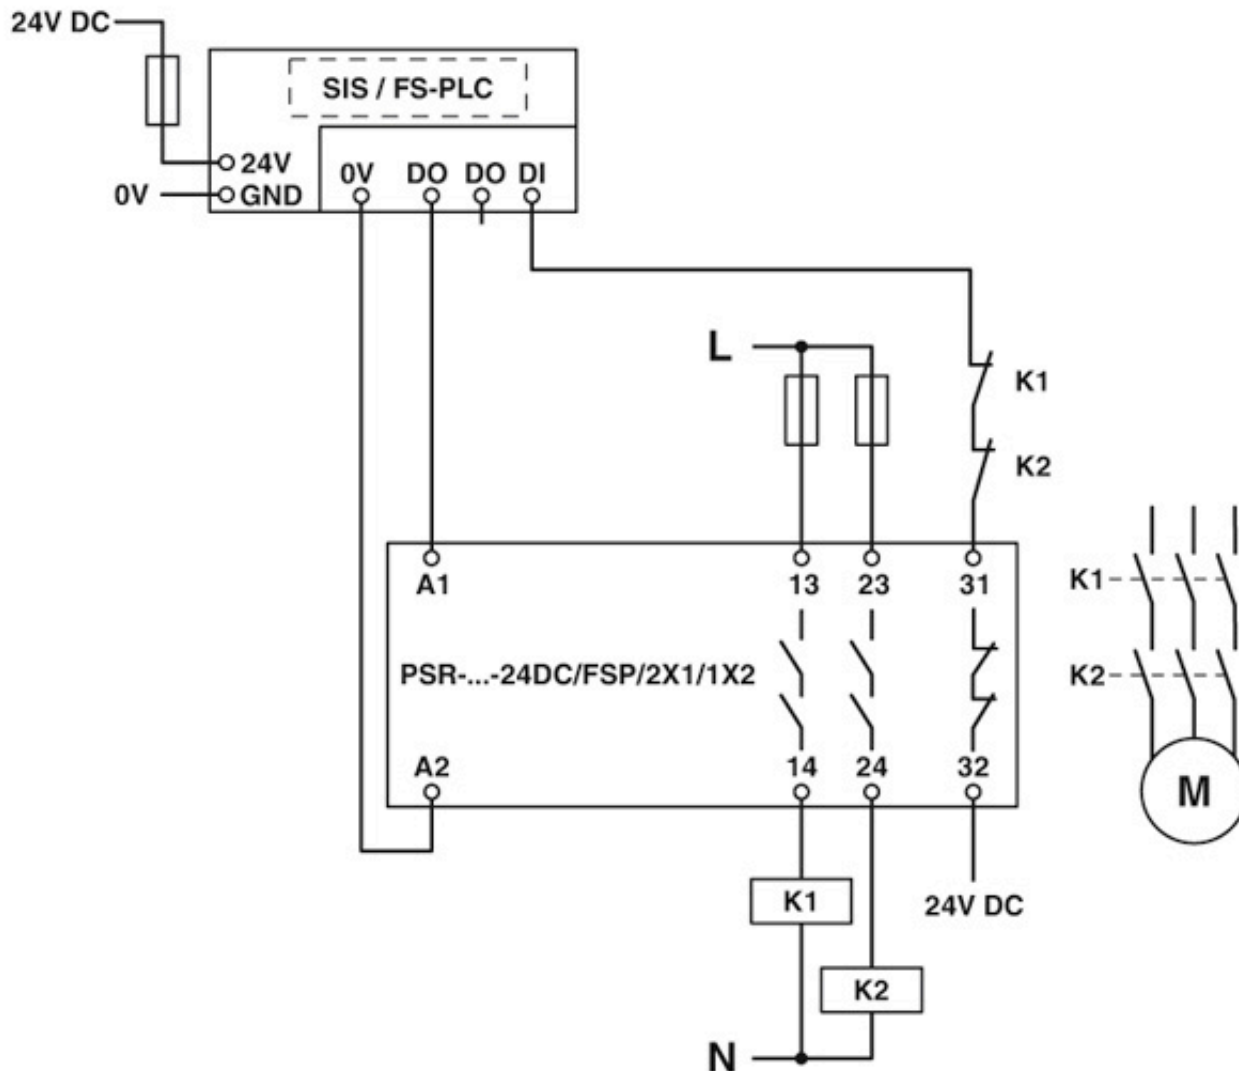 24V DC
SIS / FS-PLC
24V
0V GND
0V DO DO DI
L
K1
K2
A1 13 23 31
K1
PSR-...-24DC/FSP/2X1/1X2
K2
A2 14 24 32
M
K1
24V DC
K2
N